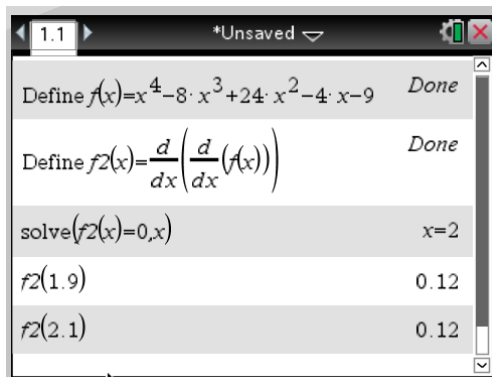 1.1 *Unsaved
Define f(x)=x⁴-8·x³+24·x²-4·x-9 Done
Define f2(x)=d/dx(d/dx(f(x))) Done
solve(f2(x)=0,x) x=2
f2(1.9) 0.12
f2(2.1) 0.12